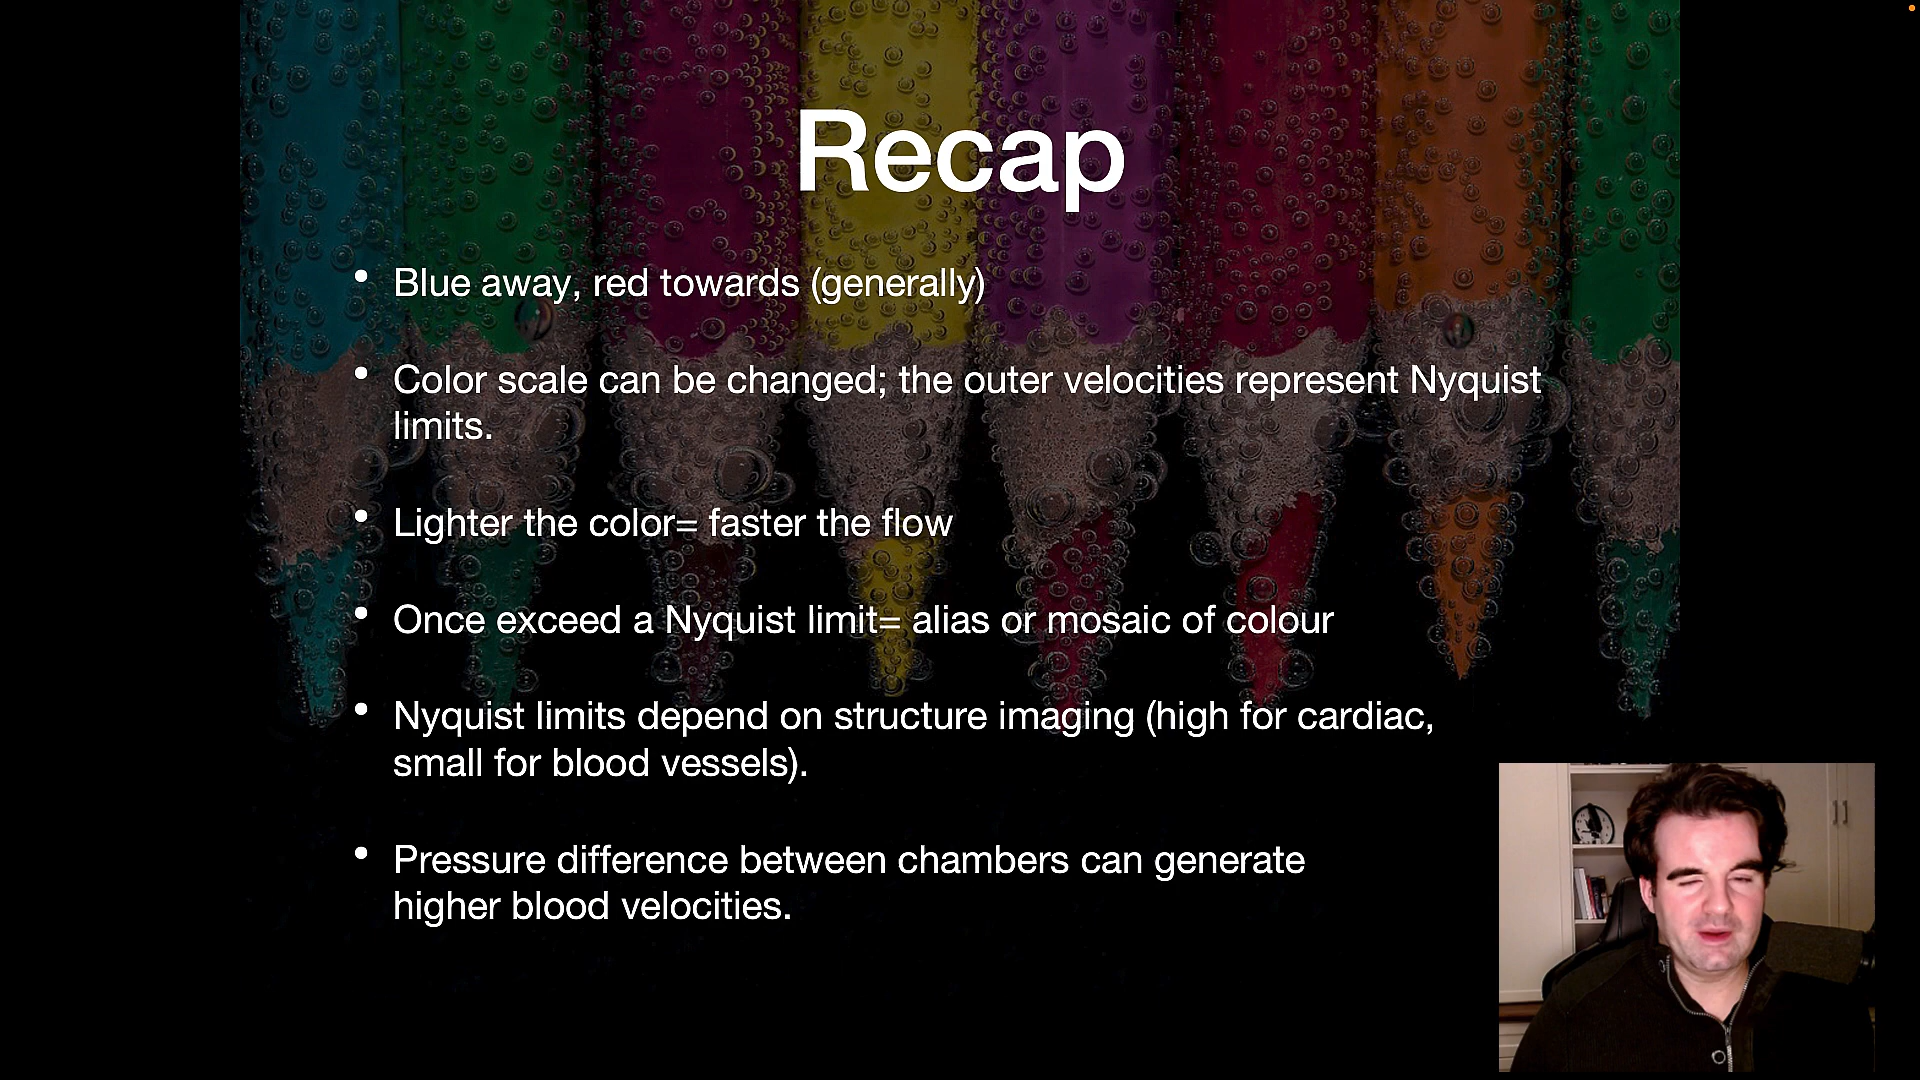 Recap
• Blue away, red towards (generally)
• Color scale can be changed; the outer velocities represent Nyquist
limits.
• Lighter the color= faster the flow
• Once exceed a Nyquist limit= alias or mosaic of colour
• Nyquist limits depend on structure imaging (high for cardiac,
small for blood vessels).
• Pressure difference between chambers can generate
higher blood velocities.